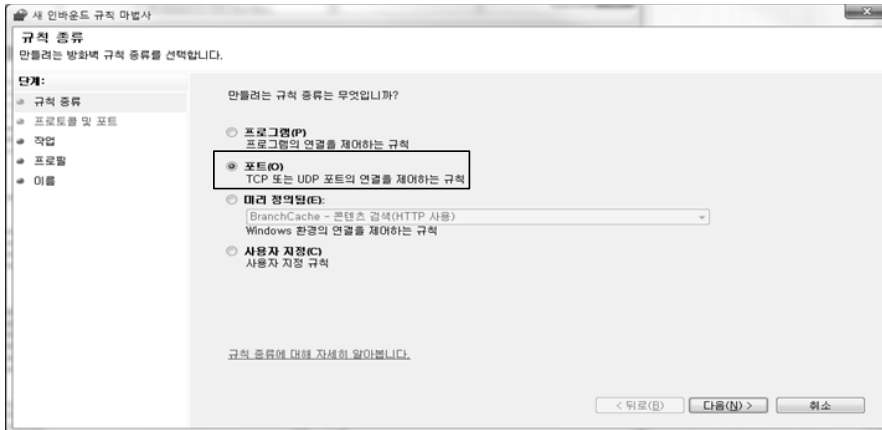 새 인바운드 규칙 마법사
규칙 종류
만들려는 방화벽 규칙 종류를 선택합니다.
단계:
규칙 종류
프로토콜 및 포트
작업
프로필
이름
만들려는 규칙 종류는 무엇입니까?
프로그램(P)
프로그램의 연결을 제어하는 규칙
포트(O)
TCP 또는 UDP 포트의 연결을 제어하는 규칙
미리 정의됨(E):
BranchCache - 콘텐츠 검색(HTTP 사용)
Windows 환경의 연결을 제어하는 규칙
사용자 지정(C)
사용자 지정 규칙
규칙 종류에 대해 자세히 알아봅니다.
< 뒤로(B) 다음(N) > 취소